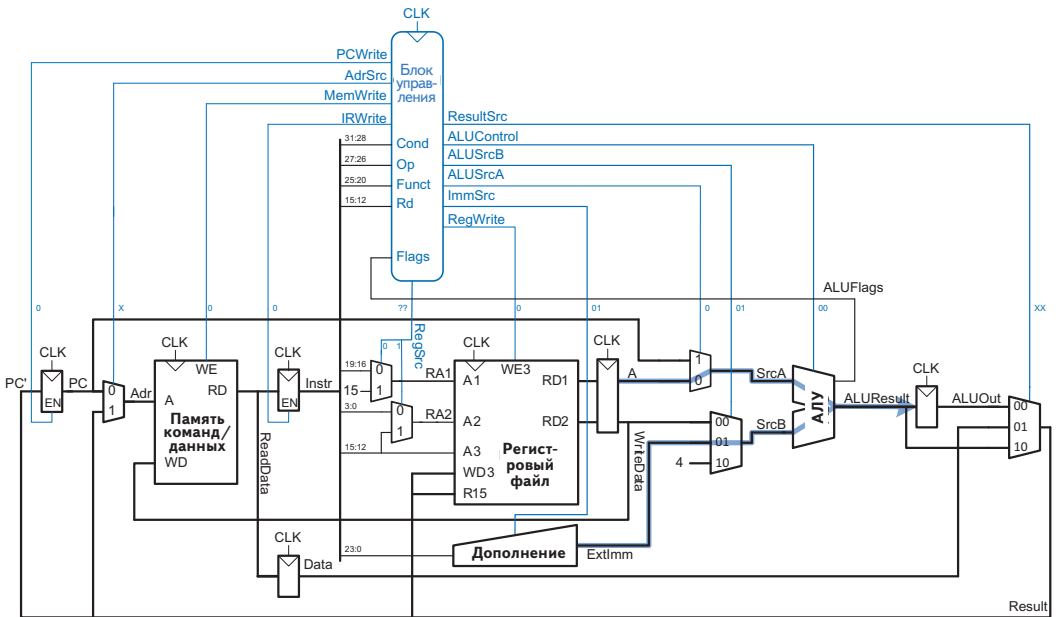 CLK
PCWrite
AdrSrc
MemWrite
IRWrite
Блок
управ-
ления
ResultSrc
ALUControl
ALUSrcB
ALUSrcA
ImmSrc
RegWrite
31:28
Cond
27:26
Op
25:20
Funct
15:12
Rd
Flags
ALUFlags
0
X
0
0
??
0
01
0
01
00
XX
RegSrc
0 1
CLK
CLK
CLK
CLK
CLK
CLK
PC'
EN
PC
0
1
Adr
A
WE
RD
Память
команд/
данных
WD
EN
Instr
ReadData
19:16
15
0
1
RA1
3:0
0
1
RA2
15:12
A1
A2
A3
WD3
R15
WE3
RD1
RD2
Регист-
ровый
файл
A
WriteData
1
0
SrcA
00
01
10
4
SrcB
АЛУ
ALUResult
ALUOut
00
01
10
23:0
Дополнение
ExtImm
CLK
Data
Result